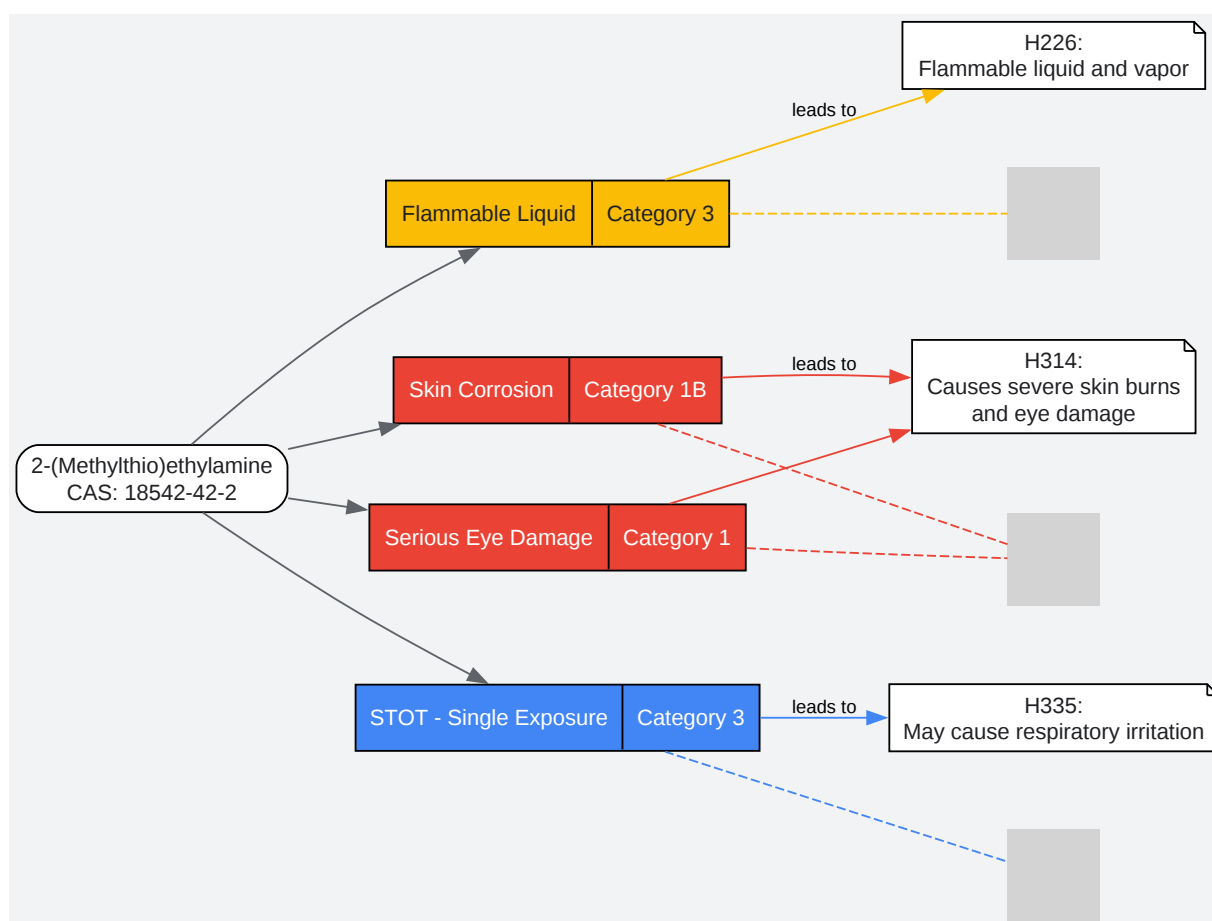 H226:
Flammable liquid and vapor
leads to
Flammable Liquid Category 3
Skin Corrosion Category 1B
leads to
H314:
Causes severe skin burns
and eye damage
2-(Methylthio)ethylamine
CAS: 18542-42-2
Serious Eye Damage Category 1
STOT - Single Exposure Category 3
leads to
H335:
May cause respiratory irritation